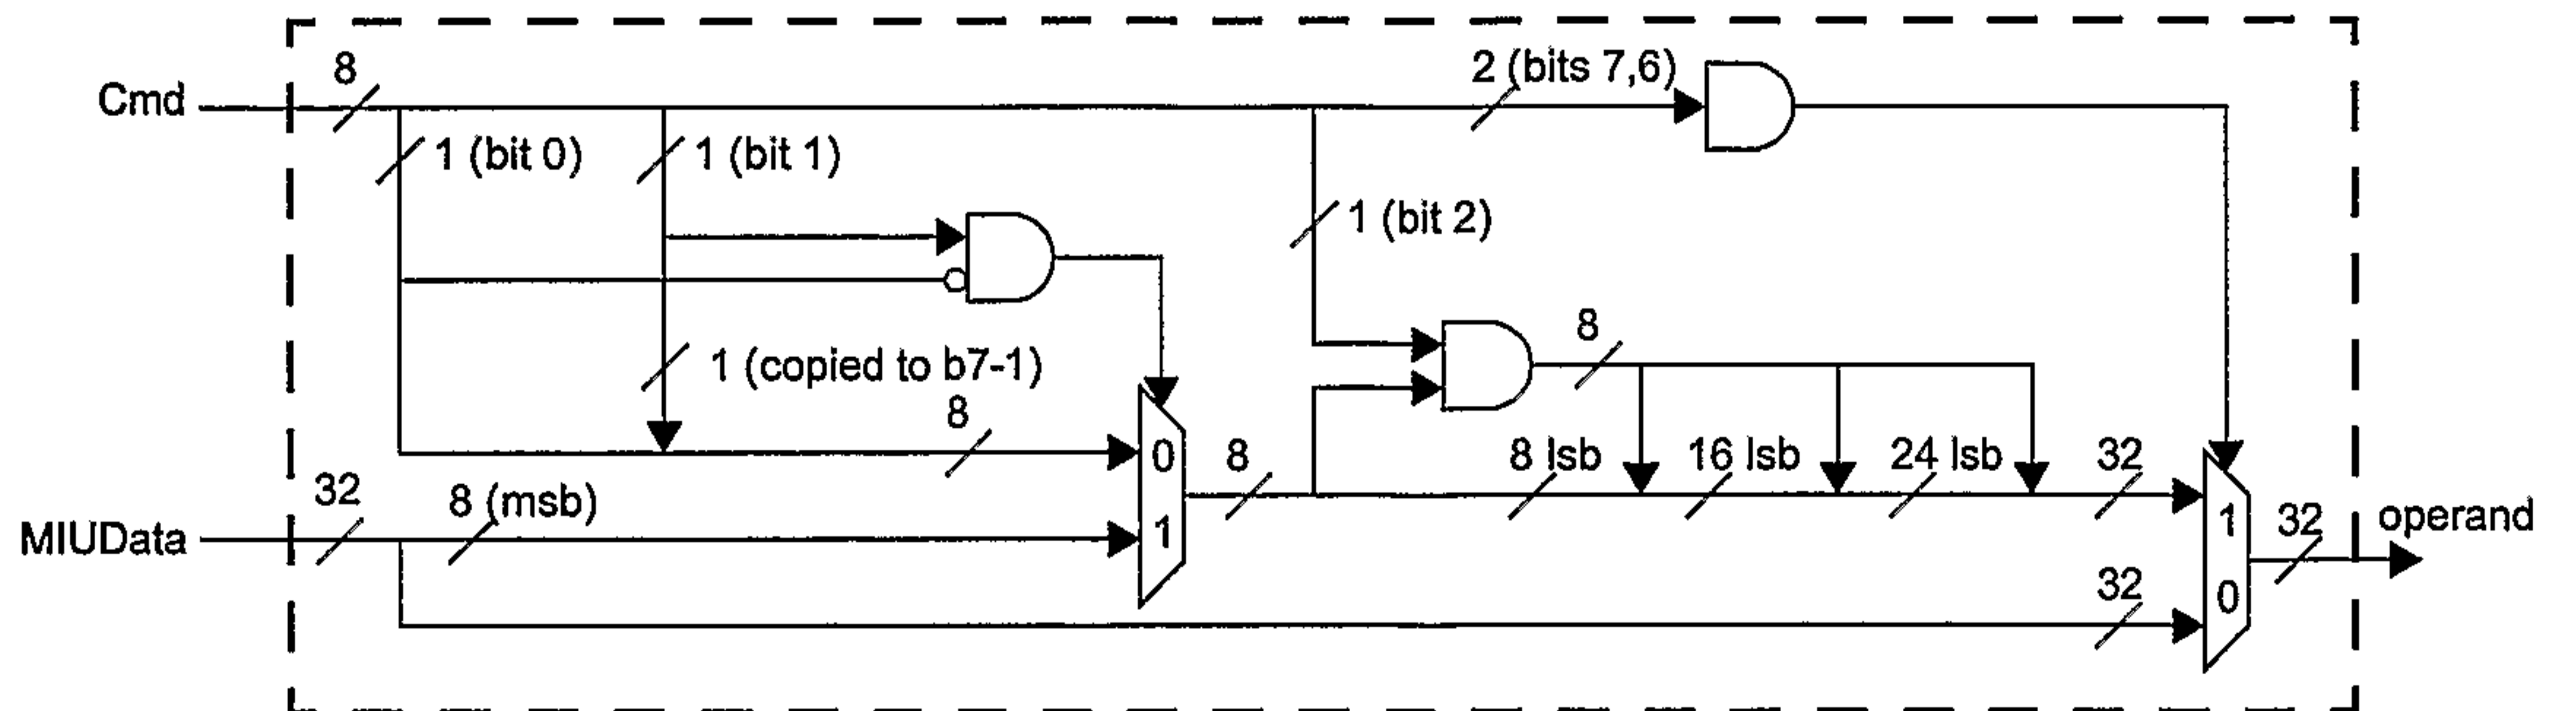 8
2 (bits 7,6)
Cmd
1 (bit 0)
1 (bit 1)
1 (bit 2)
8
1 (copied to b7-1)
8
32
8 (msb)
0
8
8 lsb
16 lsb
24 lsb
32
MIUData
1
1
32
operand
32
0